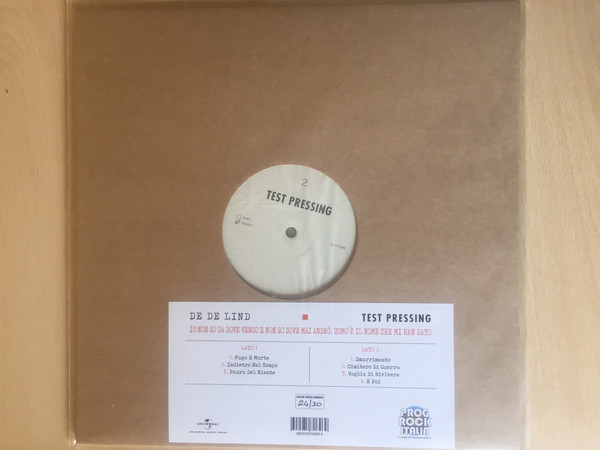 2
TEST PRESSING
DE DE LIND
TEST PRESSING
IO NON SO DA DOVE VENGO E NON SO DOVE MAI ANDRÒ. UOMO È IL NOME CHE MI HAN DATO
LATO 1
1. Fuga E Morte
2. Indietro Nel Tempo
3. Paura Del Niente
LATO 2
1. Smarrimento
2. Cimitero Di Guerra
3. Voglia Di Rivivere
4. E Poi
24/30
UNIVERSAL
PROG
ROCK
ITALIA